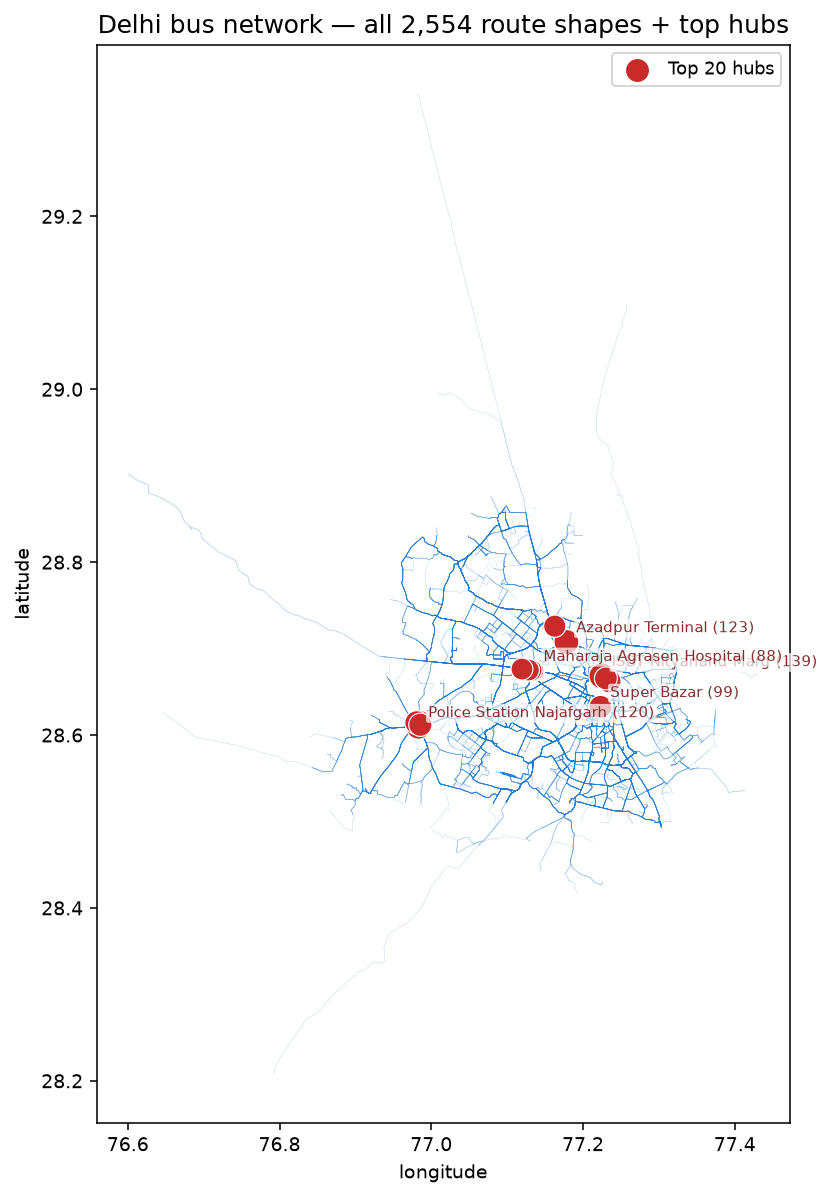 Delhi bus network — all 2,554 route shapes + top hubs
Top 20 hubs
29.2
29.0
28.8
28.6
28.4
28.2
latitude
Azadpur Terminal (123)
Maharaja Agrasen Hospital (88)
Marg (139)
Super Bazar (99)
Police Station Najafgarh (120)
76.6
76.8
77.0
77.2
77.4
longitude